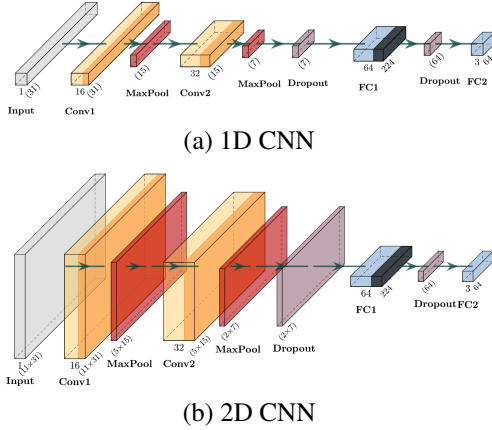 1 (31) Input
16 (31) Conv1
(15) MaxPool
32 (15) Conv2
(7) MaxPool
(7) Dropout
64 224 FC1
(64) Dropout
3 64 FC2
(a) 1D CNN
1 (11×31) Input
16 (11×31) Conv1
(5×15) MaxPool
32 (5×15) Conv2
(2×7) MaxPool
(2×7) Dropout
64 224 FC1
(64) Dropout
3 64 FC2
(b) 2D CNN